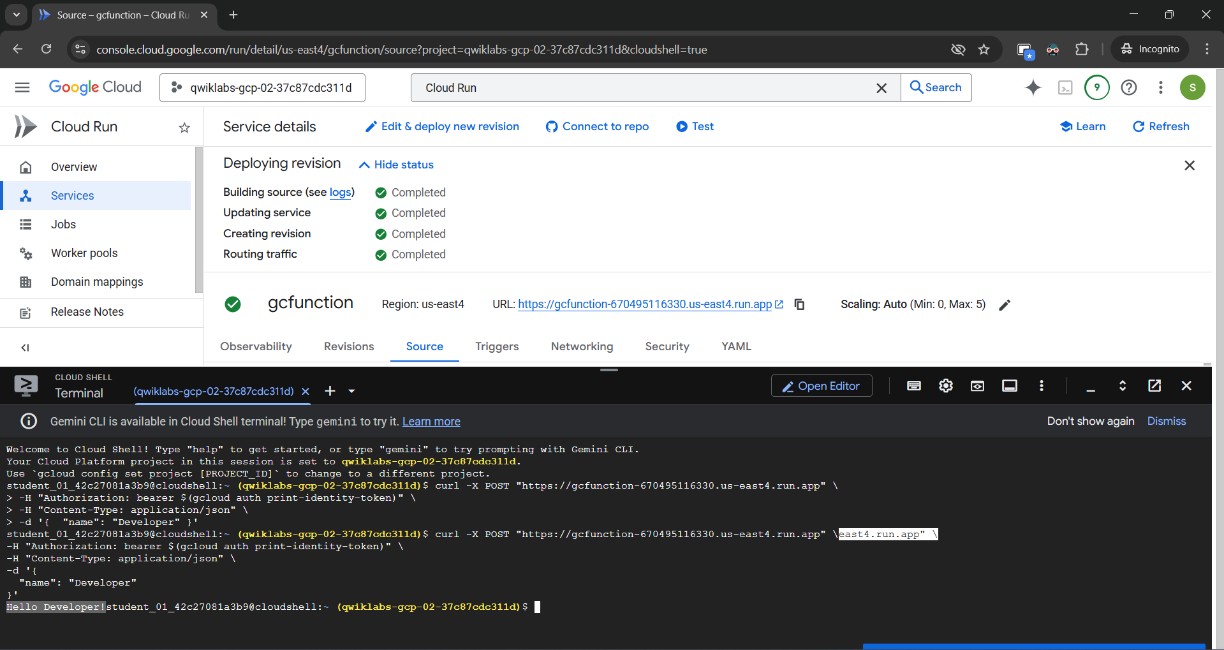 Source – gcfunction – Cloud Ru
console.cloud.google.com/run/detail/us-east4/gcfunction/source?project=qwiklabs-gcp-02-37c87cdc311d&cloudshell=true
Incognito
Google Cloud
qwiklabs-gcp-02-37c87cdc311d
Cloud Run
Search
9
S
Cloud Run
Service details
Edit & deploy new revision
Connect to repo
Test
Learn
Refresh
Overview
Services
Jobs
Worker pools
Domain mappings
Release Notes
Deploying revision
Hide status
Building source (see logs)
Completed
Updating service
Completed
Creating revision
Completed
Routing traffic
Completed
gcfunction
Region: us-east4
URL: https://gcfunction-670495116330.us-east4.run.app
Scaling: Auto (Min: 0, Max: 5)
Observability
Revisions
Source
Triggers
Networking
Security
YAML
CLOUD SHELL
Terminal
(qwiklabs-gcp-02-37c87cdc311d)
Open Editor
Gemini CLI is available in Cloud Shell terminal! Type gemini to try it. Learn more
Don't show again
Dismiss
Welcome to Cloud Shell! Type "help" to get started, or type "gemini" to try prompting with Gemini CLI.
Your Cloud Platform project in this session is set to qwiklabs-gcp-02-37c87cdc311d.
Use `gcloud config set project [PROJECT_ID]` to change to a different project.
student_01_42c27081a3b9@cloudshell:~ (qwiklabs-gcp-02-37c87cdc311d)$ curl -X POST "https://gcfunction-670495116330.us-east4.run.app" \
> -H "Authorization: bearer $(gcloud auth print-identity-token)" \
> -H "Content-Type: application/json" \
> -d '{  "name": "Developer" }'
student_01_42c27081a3b9@cloudshell:~ (qwiklabs-gcp-02-37c87cdc311d)$ curl -X POST "https://gcfunction-670495116330.us-east4.run.app" \east4.run.app" \
-H "Authorization: bearer $(gcloud auth print-identity-token)" \
-H "Content-Type: application/json" \
-d '{
  "name": "Developer"
}'
Hello Developer!student_01_42c27081a3b9@cloudshell:~ (qwiklabs-gcp-02-37c87cdc311d)$